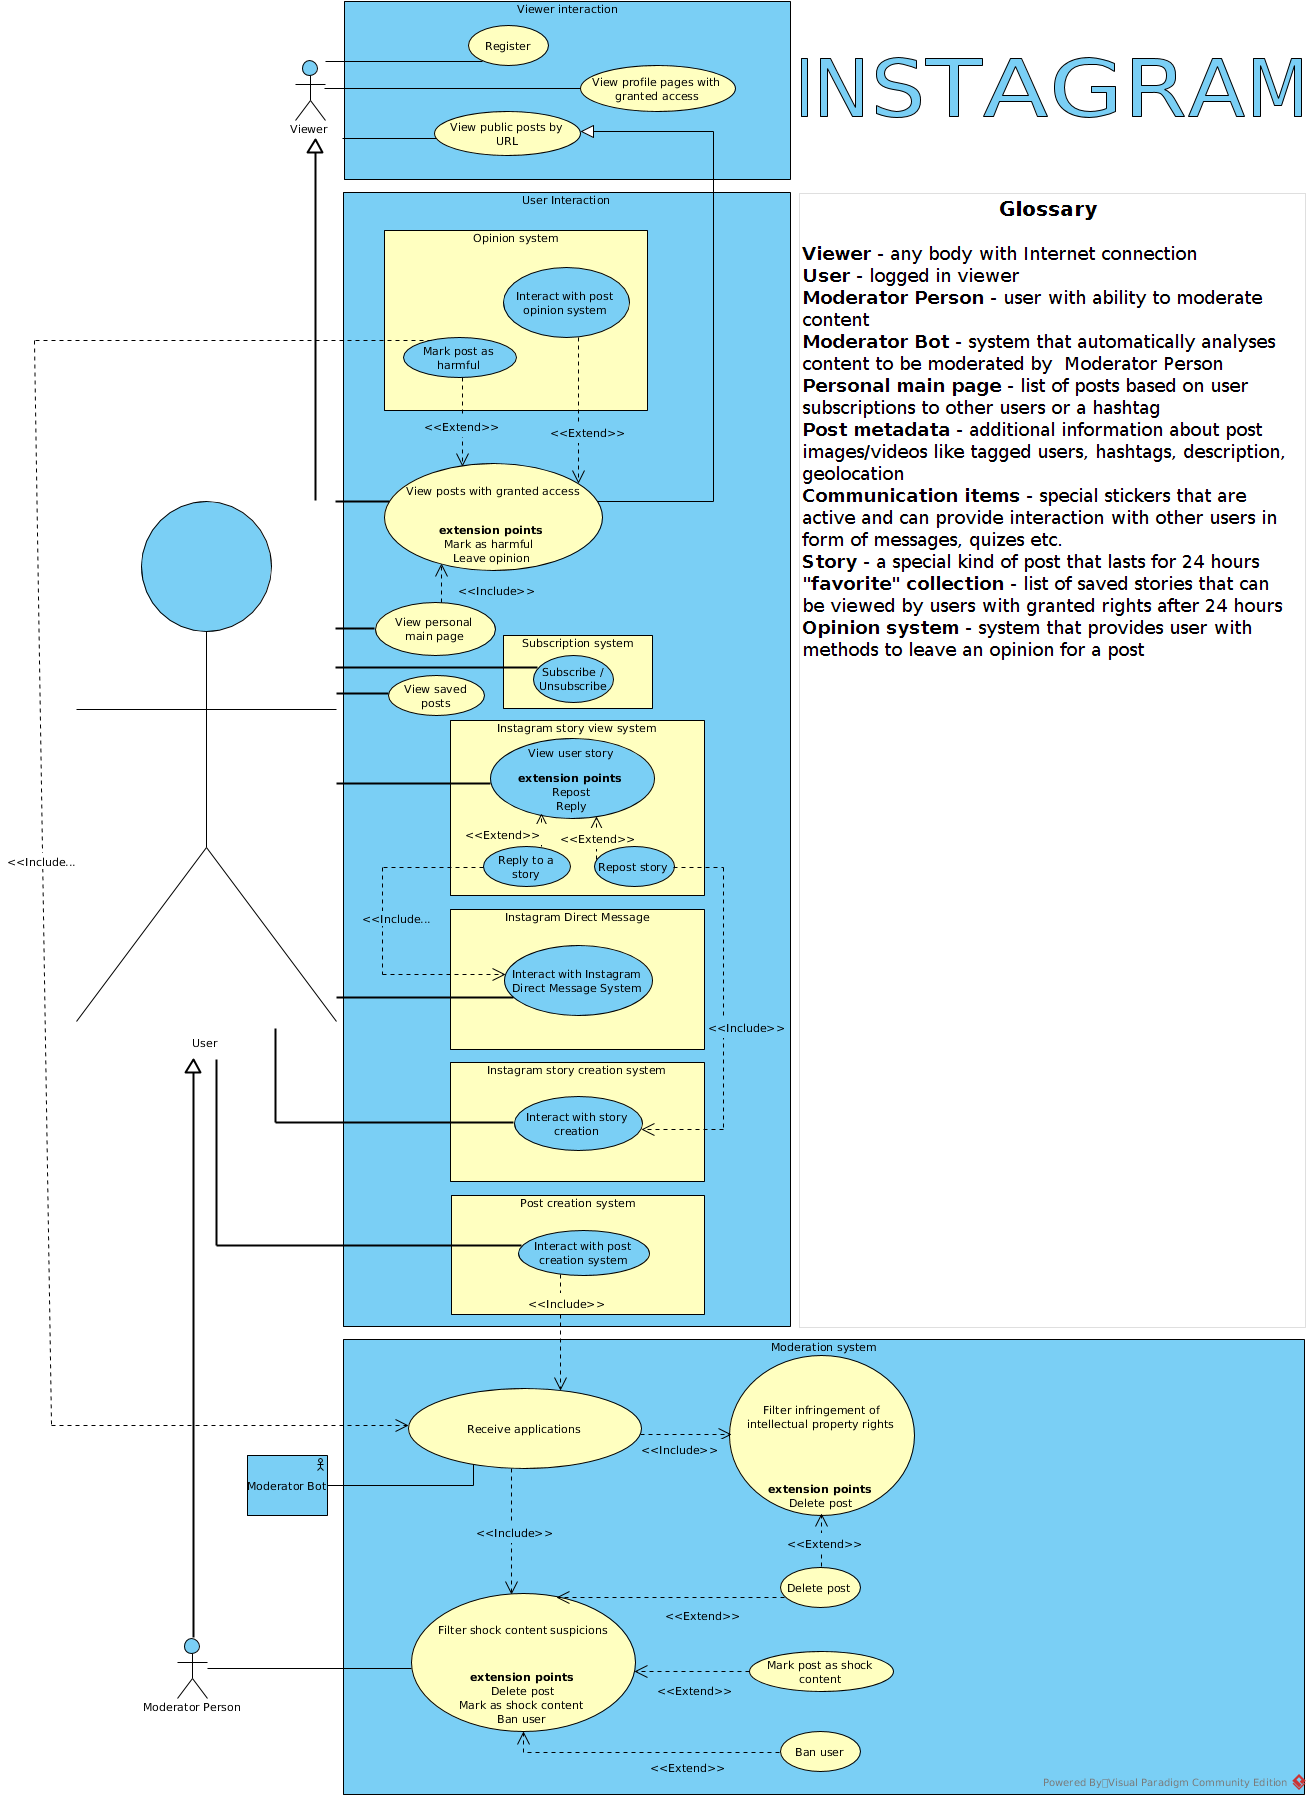 Viewer interaction
Register
View profile pages with
granted access
View public posts by
URL
Viewer
INSTAGRAM
User Interaction
Opinion system
Interact with post
opinion system
Mark post as
harmful
<<Extend>>
<<Extend>>
View posts with granted access
extension points
Mark as harmful
Leave opinion
<<Include>>
View personal
main page
Subscription system
Subscribe /
Unsubscribe
View saved
posts
Instagram story view system
View user story
extension points
Repost
Reply
<<Extend>>
<<Extend>>
Reply to a
story
Repost story
<<Include...
<<Include...
Instagram Direct Message
Interact with Instagram
Direct Message System
<<Include>>
User
Instagram story creation system
Interact with story
creation
Post creation system
Interact with post
creation system
<<Include>>
Glossary
Viewer - any body with Internet connection
User - logged in viewer
Moderator Person - user with ability to moderate
content
Moderator Bot - system that automatically analyses
content to be moderated by  Moderator Person
Personal main page - list of posts based on user
subscriptions to other users or a hashtag
Post metadata - additional information about post
images/videos like tagged users, hashtags, description,
geolocation
Communication items - special stickers that are
active and can provide interaction with other users in
form of messages, quizes etc.
Story - a special kind of post that lasts for 24 hours
"favorite" collection - list of saved stories that can
be viewed by users with granted rights after 24 hours
Opinion system - system that provides user with
methods to leave an opinion for a post
Moderation system
Receive applications
<<Include>>
Filter infringement of
intellectual property rights
extension points
Delete post
Moderator Bot
<<Include>>
<<Extend>>
Delete post
<<Extend>>
Filter shock content suspicions
extension points
Delete post
Mark as shock content
Ban user
Mark post as shock
content
<<Extend>>
Moderator Person
Ban user
<<Extend>>
Powered By Visual Paradigm Community Edition